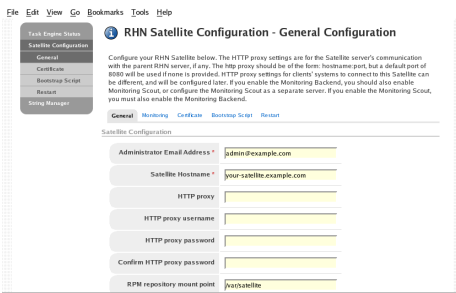 File Edit View Go Bookmarks Tools Help
Task Engine Status
Satellite Configuration
General
Certificate
Bootstrap Script
Restart
String Manager
RHN Satellite Configuration - General Configuration
Configure your RHN Satellite below. The HTTP proxy settings are for the Satellite server's communication
with the parent RHN server, if any. The http proxy should be of the form: hostname:port, but a default port of
8080 will be used if none is provided. HTTP proxy settings for clients' systems to connect to this Satellite can
be different, and will be configured later. If you enable the Monitoring Backend, you should also enable
Monitoring Scout, or configure the Monitoring Scout as a separate server. If you enable the Monitoring Scout,
you must also enable the Monitoring Backend.
General Monitoring Certificate Bootstrap Script Restart
Satellite Configuration
Administrator Email Address * admin@example.com
Satellite Hostname * your-satellite.example.com
HTTP proxy
HTTP proxy username
HTTP proxy password
Confirm HTTP proxy password
RPM repository mount point /var/satellite